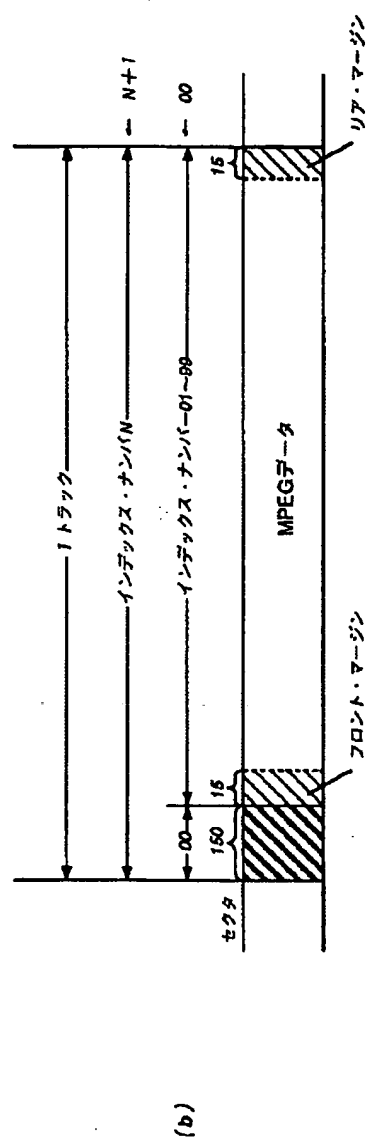 (b)
1トラック
インデックス・ナンバN
← N+1
00
インデックス・ナンバー01~99
← 00
セクタ
150
15
15
MPEGデータ
フロント・マージン
リア・マージン